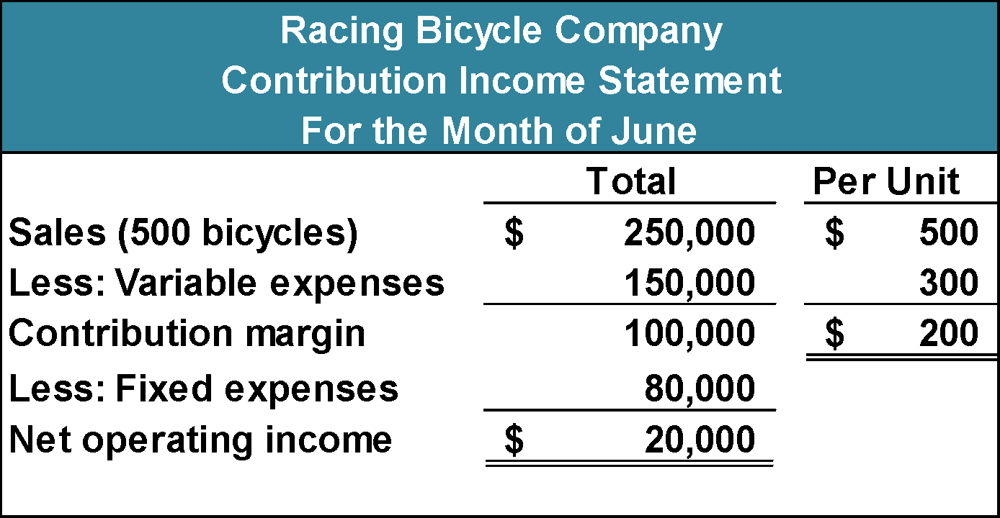 Racing Bicycle Company
Contribution Income Statement
For the Month of June
Total Per Unit
Sales (500 bicycles) $ 250,000 $ 500
Less: Variable expenses 150,000 300
Contribution margin 100,000 $ 200
Less: Fixed expenses 80,000
Net operating income $ 20,000